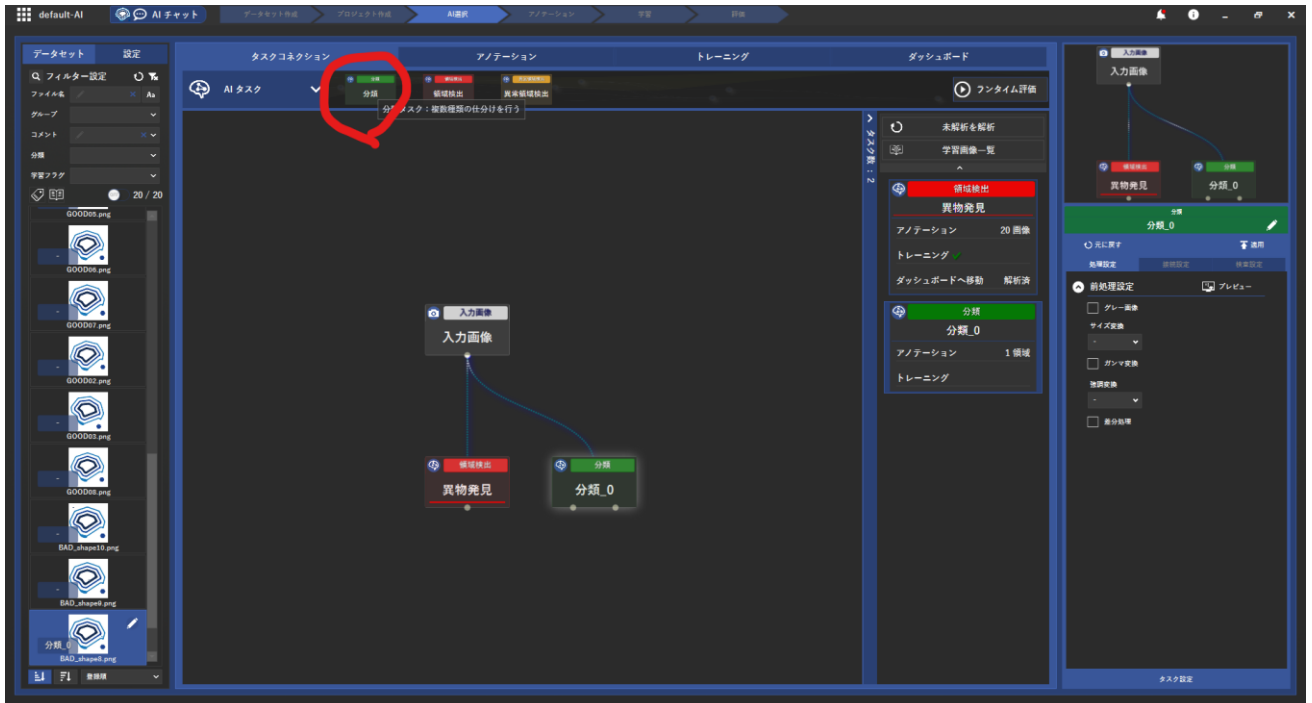 default-AI
AI チャット
データセット作成
プロジェクト作成
AI選択
アノテーション
学習
評価
データセット
設定
フィルター設定
ファイル名
Aa
グループ
コメント
分類
学習フラグ
20 / 20
GOOD05.png
-
GOOD06.png
-
GOOD07.png
-
GOOD02.png
-
GOOD03.png
-
GOOD08.png
-
BAD_shape10.png
-
BAD_shape9.png
分類_0
BAD_shape8.png
登録順
タスクコネクション
アノテーション
トレーニング
ダッシュボード
AI タスク
分類
分類
領域検出
領域検出
異常領域検出
異常領域検出
ランタイム評価
分類タスク：複数種類の仕分けを行う
入力画像
入力画像
領域検出
異物発見
分類
分類_0
タスク数：2
未解析を解析
学習画像一覧
領域検出
異物発見
アノテーション 20 画像
トレーニング
ダッシュボードへ移動 解析済
分類
分類_0
アノテーション 1 領域
トレーニング
入力画像
入力画像
領域検出
異物発見
分類
分類_0
分類
分類_0
元に戻す
適用
処理設定
接続設定
検査設定
前処理設定
プレビュー
グレー画像
サイズ変換
-
ガンマ変換
強調変換
-
差分処理
タスク設定